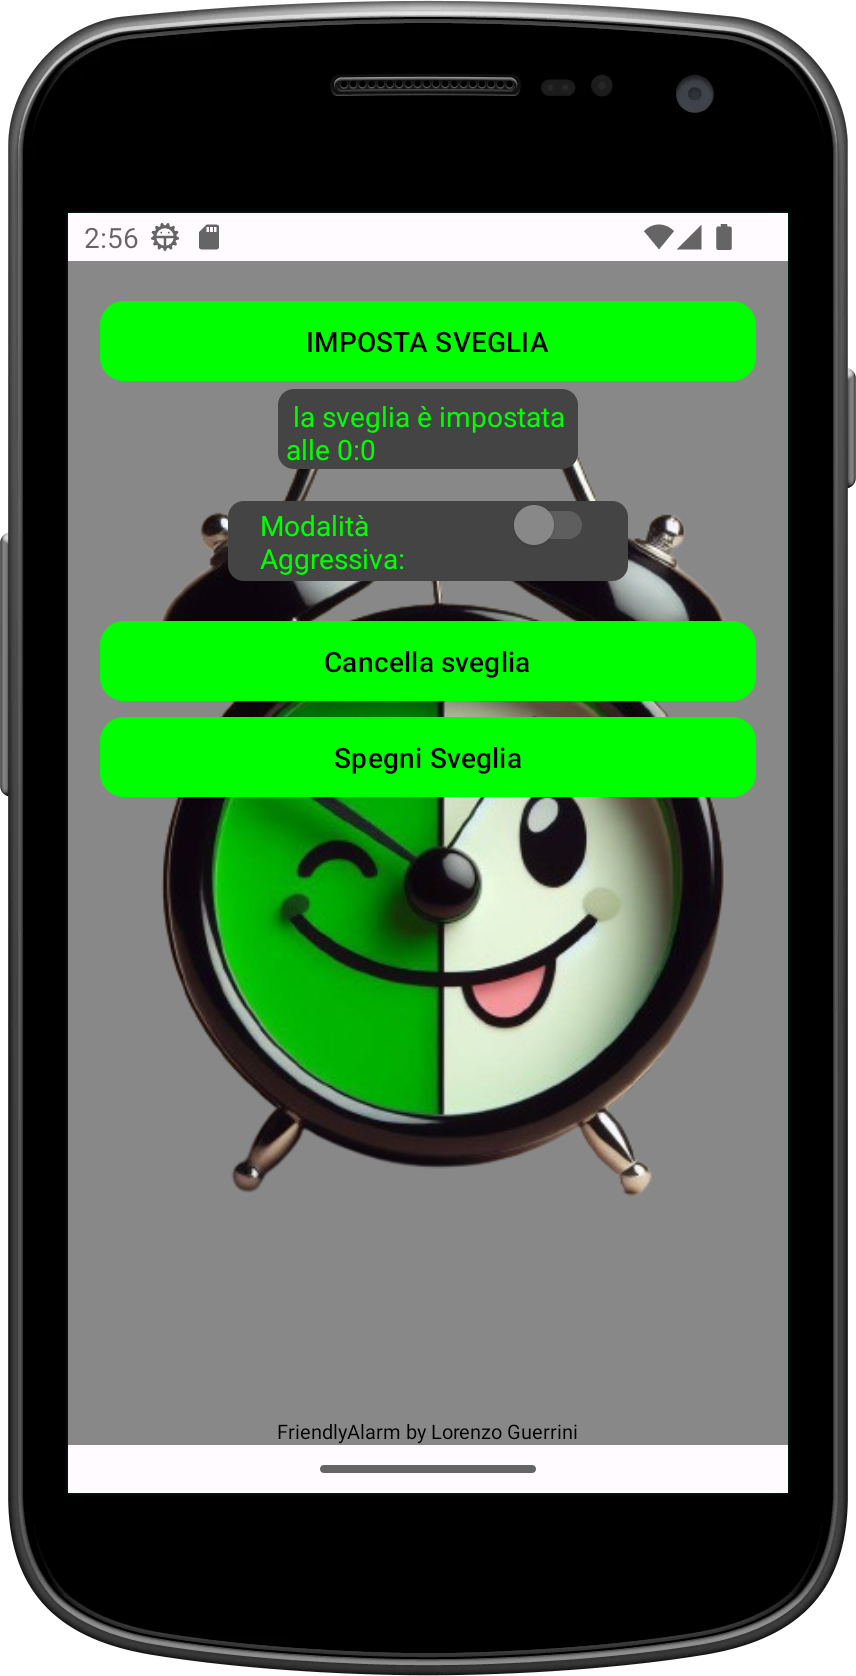 2:56
IMPOSTA SVEGLIA
la sveglia è impostata
alle 0:0
Modalità
Aggressiva:
Cancella sveglia
Spegni Sveglia
FriendlyAlarm by Lorenzo Guerrini